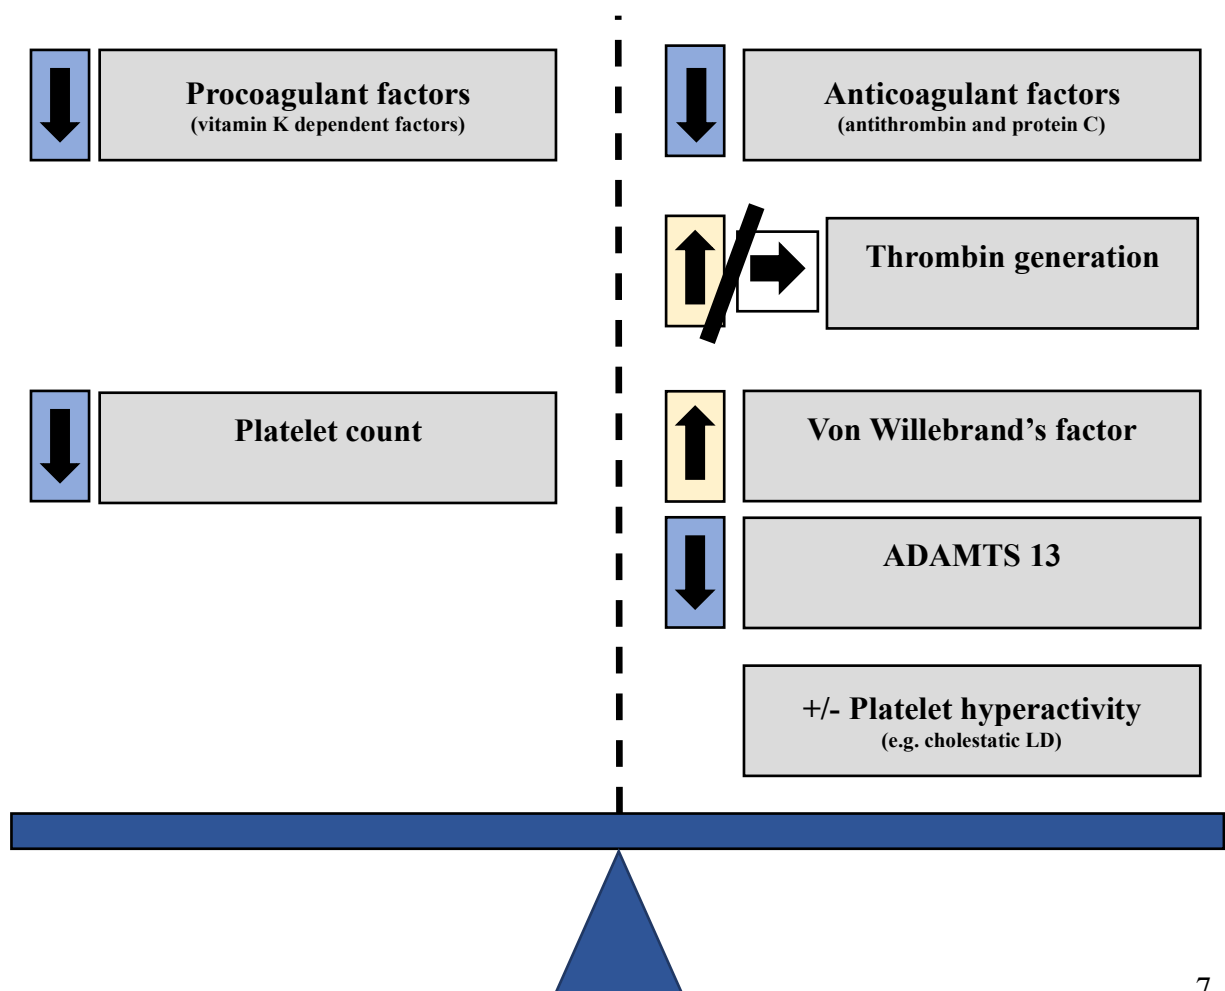 Procoagulant factors
(vitamin K dependent factors)
Anticoagulant factors
(antithrombin and protein C)
Thrombin generation
Platelet count
Von Willebrand’s factor
ADAMTS 13
+/- Platelet hyperactivity
(e.g. cholestatic LD)
7